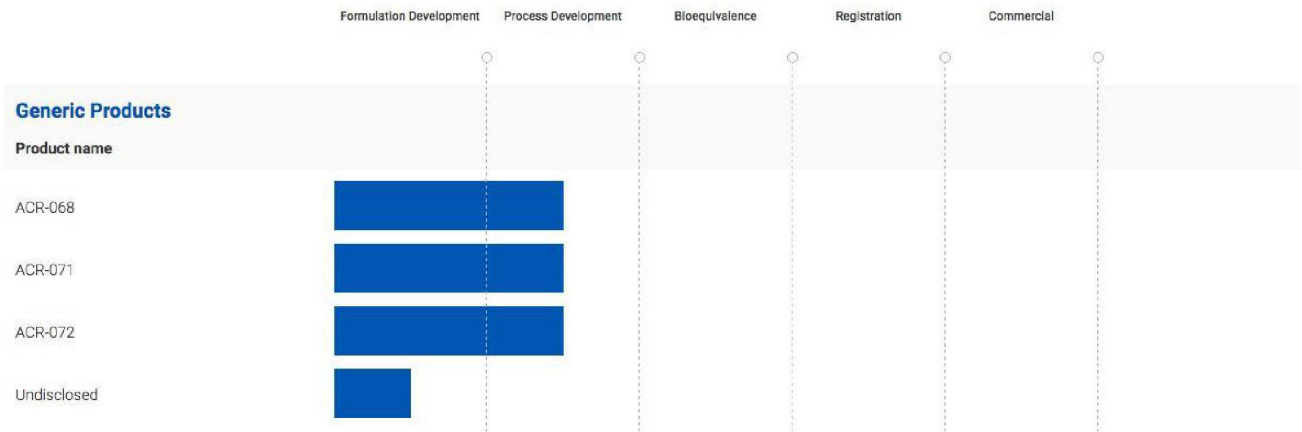 Formulation Development Process Development Bioequivalence Registration Commercial
Generic Products
Product name
ACR-068
ACR-071
ACR-072
Undisclosed